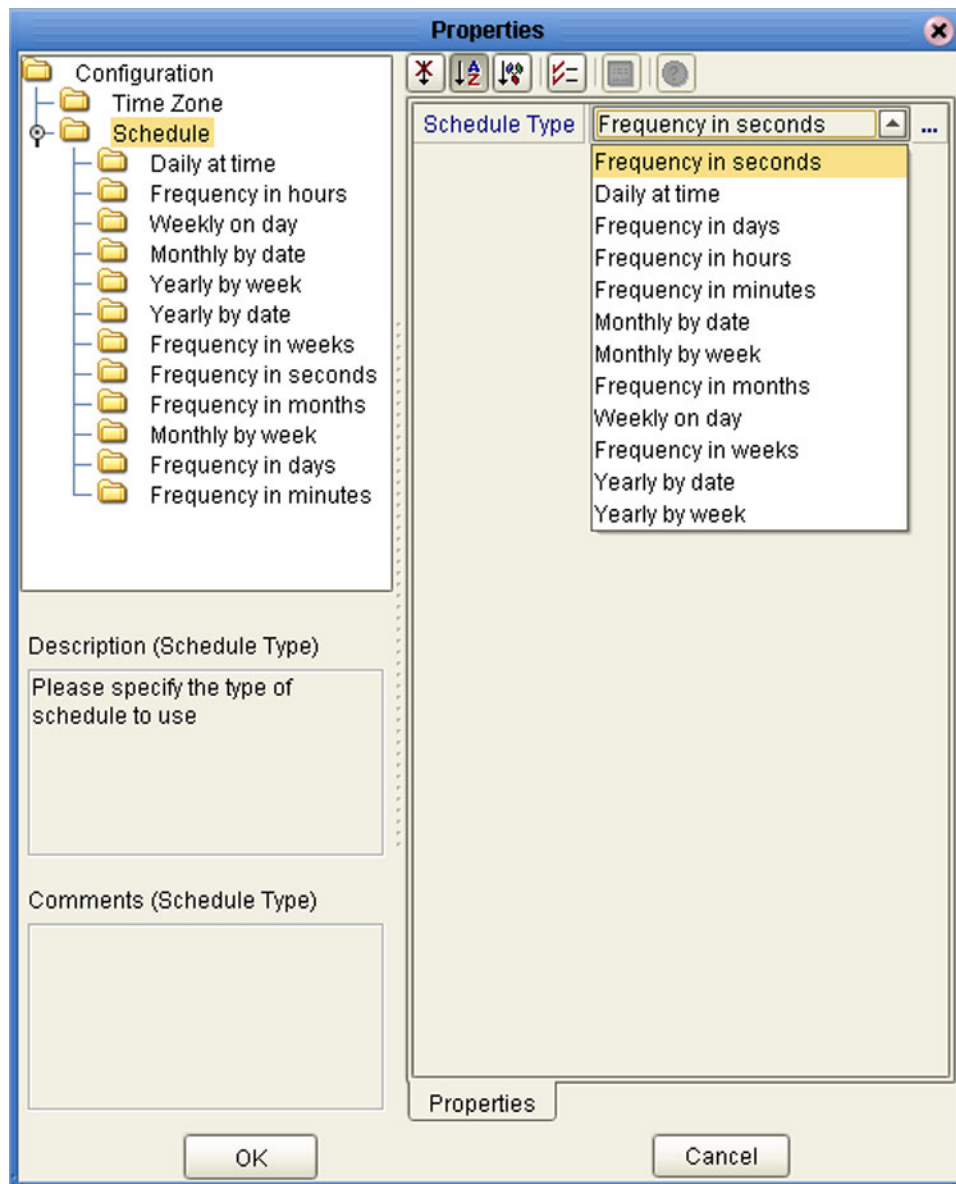 Properties
Configuration
Time Zone
Schedule
Daily at time
Frequency in hours
Weekly on day
Monthly by date
Yearly by week
Yearly by date
Frequency in weeks
Frequency in seconds
Frequency in months
Monthly by week
Frequency in days
Frequency in minutes
Description (Schedule Type)
Please specify the type of
schedule to use
Comments (Schedule Type)
Schedule Type Frequency in seconds ...
Frequency in seconds
Daily at time
Frequency in days
Frequency in hours
Frequency in minutes
Monthly by date
Monthly by week
Frequency in months
Weekly on day
Frequency in weeks
Yearly by date
Yearly by week
Properties
OK
Cancel